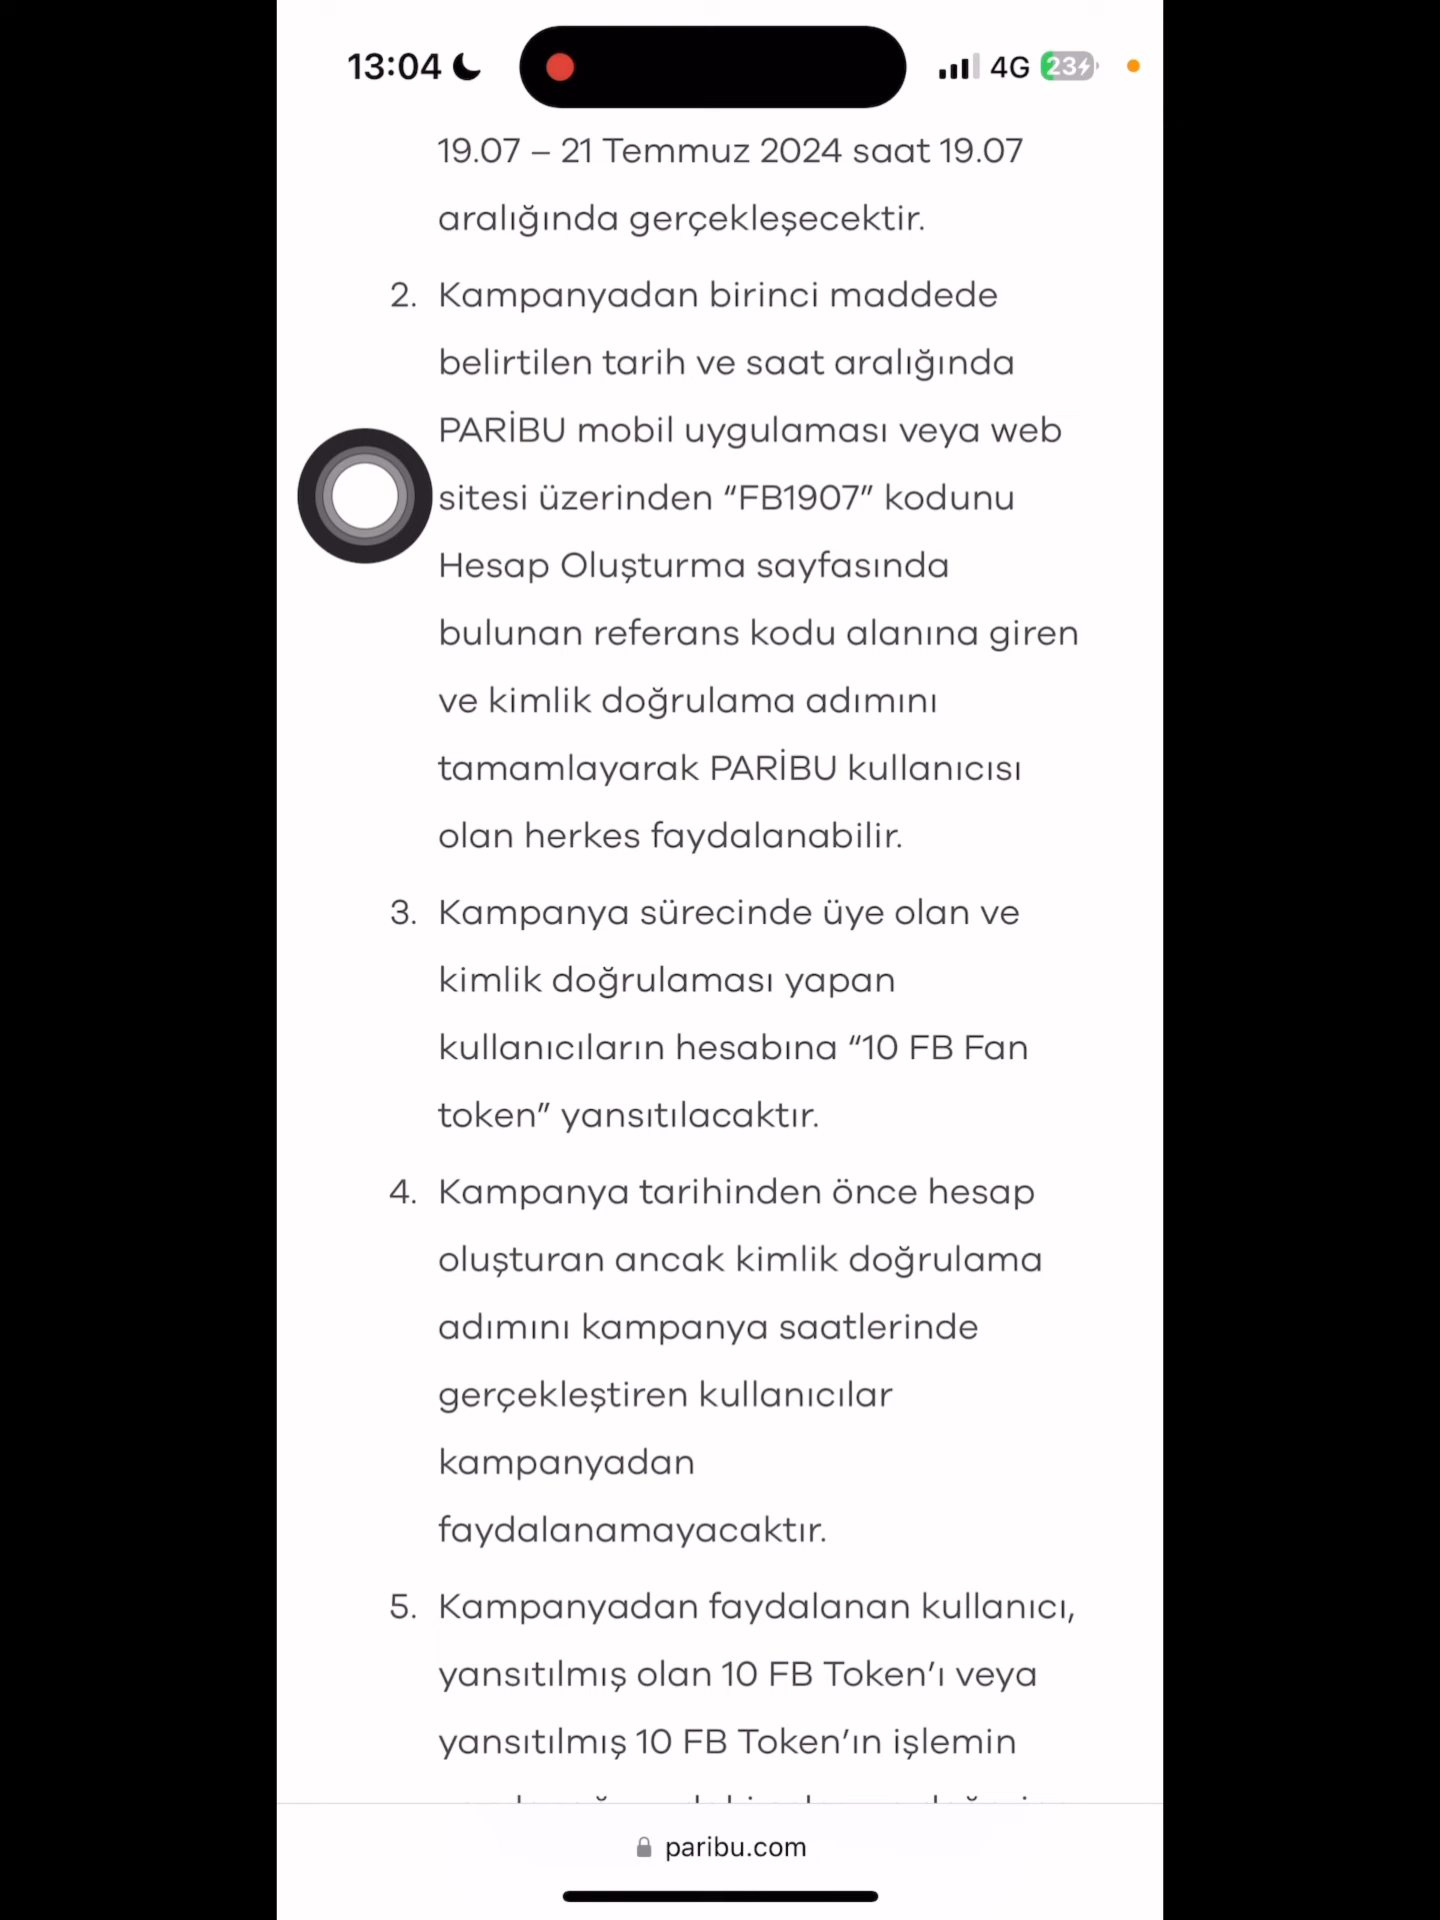 13:04
4G
23
19.07 – 21 Temmuz 2024 saat 19.07
aralığında gerçekleşecektir.
2. Kampanyadan birinci maddede
belirtilen tarih ve saat aralığında
PARİBU mobil uygulaması veya web
sitesi üzerinden “FB1907” kodunu
Hesap Oluşturma sayfasında
bulunan referans kodu alanına giren
ve kimlik doğrulama adımını
tamamlayarak PARİBU kullanıcısı
olan herkes faydalanabilir.
3. Kampanya sürecinde üye olan ve
kimlik doğrulaması yapan
kullanıcıların hesabına “10 FB Fan
token” yansıtılacaktır.
4. Kampanya tarihinden önce hesap
oluşturan ancak kimlik doğrulama
adımını kampanya saatlerinde
gerçekleştiren kullanıcılar
kampanyadan
faydalanamayacaktır.
5. Kampanyadan faydalanan kullanıcı,
yansıtılmış olan 10 FB Token’ı veya
yansıtılmış 10 FB Token’ın işlemin
paribu.com